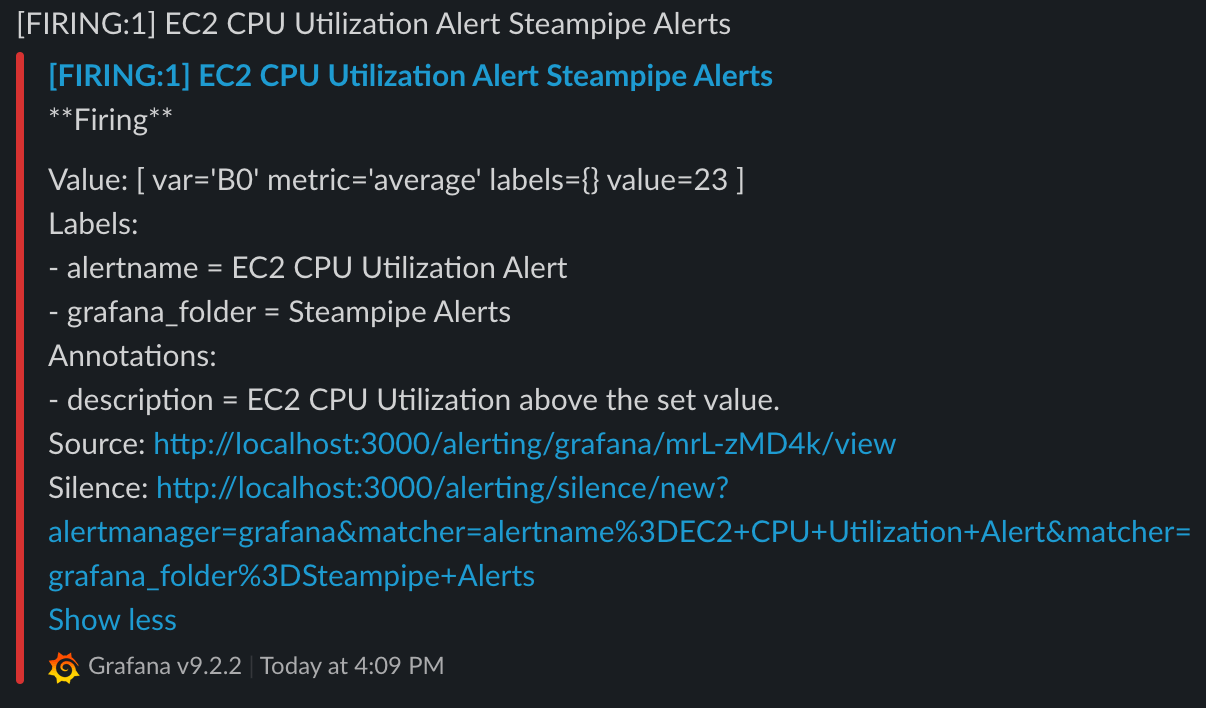 [FIRING:1] EC2 CPU Utilization Alert Steampipe Alerts
[FIRING:1] EC2 CPU Utilization Alert Steampipe Alerts
**Firing**
Value: [ var='B0' metric='average' labels={} value=23 ]
Labels:
- alertname = EC2 CPU Utilization Alert
- grafana_folder = Steampipe Alerts
Annotations:
- description = EC2 CPU Utilization above the set value.
Source: http://localhost:3000/alerting/grafana/mrL-zMD4k/view
Silence: http://localhost:3000/alerting/silence/new?
alertmanager=grafana&matcher=alertname%3DEC2+CPU+Utilization+Alert&matcher=
grafana_folder%3DSteampipe+Alerts
Show less
Grafana v9.2.2 | Today at 4:09 PM